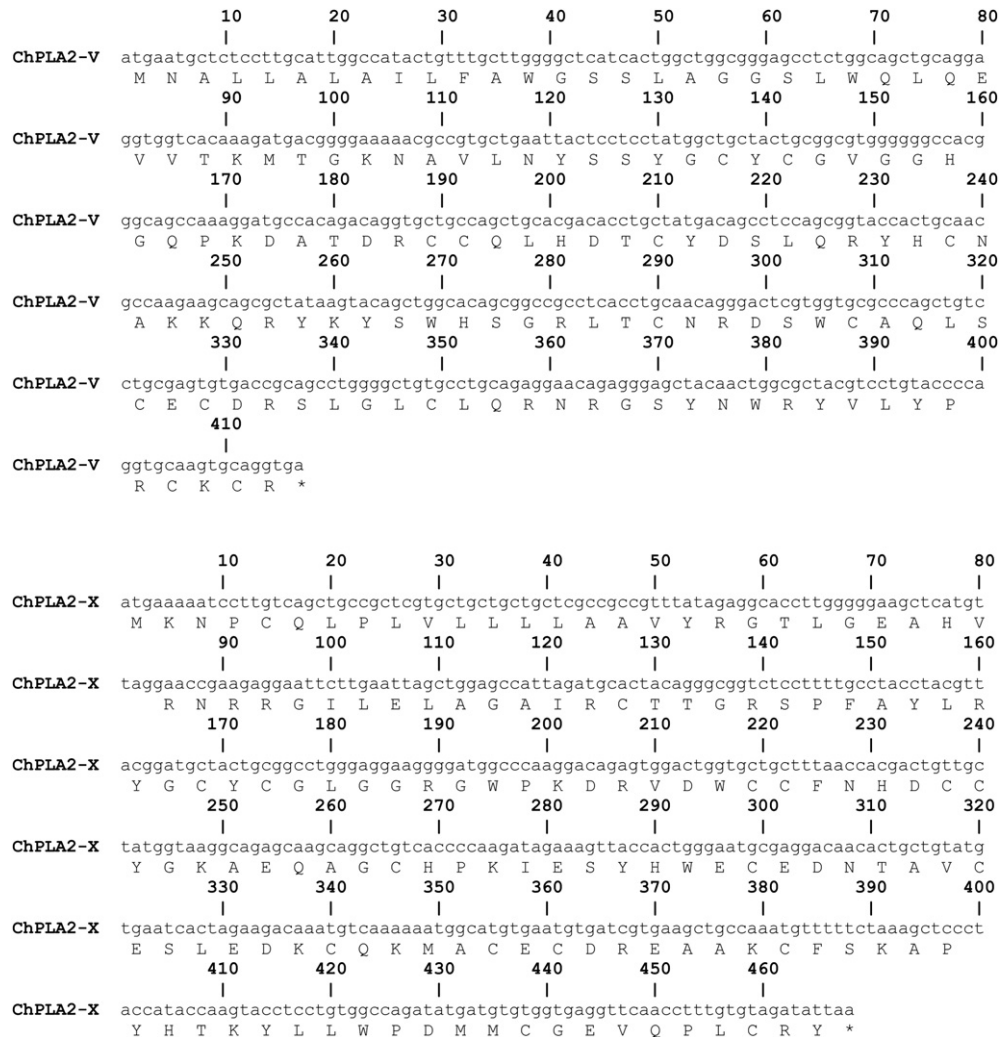 10 20 30 40 50 60 70 80
| | | | | | | |
ChPLA2-V atgaatgctctccttgcattggccatactgtttgcttggggctcatcactggctggcgggagcctctggcagctgcagga
M N A L L A L A I L F A W G S S L A G G S L W Q L Q E
90 100 110 120 130 140 150 160
| | | | | | | |
ChPLA2-V ggtggtcacaaagatgacggggaaaaacgccgtgctgaattactcctcctatggctgctactgcggcgtggggggccacg
V V T K M T G K N A V L N Y S S Y G C Y C G V G G H
170 180 190 200 210 220 230 240
| | | | | | | |
ChPLA2-V ggcagccaaaggatgccacagacaggtgctgccagctgcacgacacctgctatgacagcctccagcggtaccactgcaac
G Q P K D A T D R C C Q L H D T C Y D S L Q R Y H C N
250 260 270 280 290 300 310 320
| | | | | | | |
ChPLA2-V gccaagaagcagcgctataagtacagctggcacagcggccgcctcacctgcaacagggactcgtggtgcgcccagctgtc
A K K Q R Y K Y S W H S G R L T C N R D S W C A Q L S
330 340 350 360 370 380 390 400
| | | | | | | |
ChPLA2-V ctgcgagtgtgaccgcagcctggggctgtgcctgcagaggaacagagggagctacaactggcgctacgtcctgtacccca
C E C D R S L G L C L Q R N R G S Y N W R Y V L Y P
410
|
ChPLA2-V ggtgcaagtgcaggtga
R C K C R *
10 20 30 40 50 60 70 80
| | | | | | | |
ChPLA2-X atgaaaaatccttgtcagctgccgctcgtgctgctgctgctcgccgccgtttatagaggcaccttgggggaagctcatgt
M K N P C Q L P L V L L L L A A V Y R G T L G E A H V
90 100 110 120 130 140 150 160
| | | | | | | |
ChPLA2-X taggaaccgaagaggaattcttgaattagctggagccattagatgcactacagggcggtctccttttgcctacctacgtt
R N R R G I L E L A G A I R C T T G R S P F A Y L R
170 180 190 200 210 220 230 240
| | | | | | | |
ChPLA2-X acggatgctactgcggcctgggaggaaggggatggcccaaggacagagtggactggtgctgctttaaccacgactgttgc
Y G C Y C G L G G R G W P K D R V D W C C F N H D C C
250 260 270 280 290 300 310 320
| | | | | | | |
ChPLA2-X tatggtaaggcagagcaagcaggctgtcaccccaagatagaaagttaccactgggaatgcgaggacaacactgctgtatg
Y G K A E Q A G C H P K I E S Y H W E C E D N T A V C
330 340 350 360 370 380 390 400
| | | | | | | |
ChPLA2-X tgaatcactagaagacaaatgtcaaaaaatggcatgtgaatgtgatcgtgaagctgccaaatgtttttctaaagctccct
E S L E D K C Q K M A C E C D R E A A K C F S K A P
410 420 430 440 450 460
| | | | | |
ChPLA2-X accataccaagtacctcctgtggccagatatgatgtgtggtgaggttcaacctttgtgtagatattaa
Y H T K Y L L W P D M M C G E V Q P L C R Y *